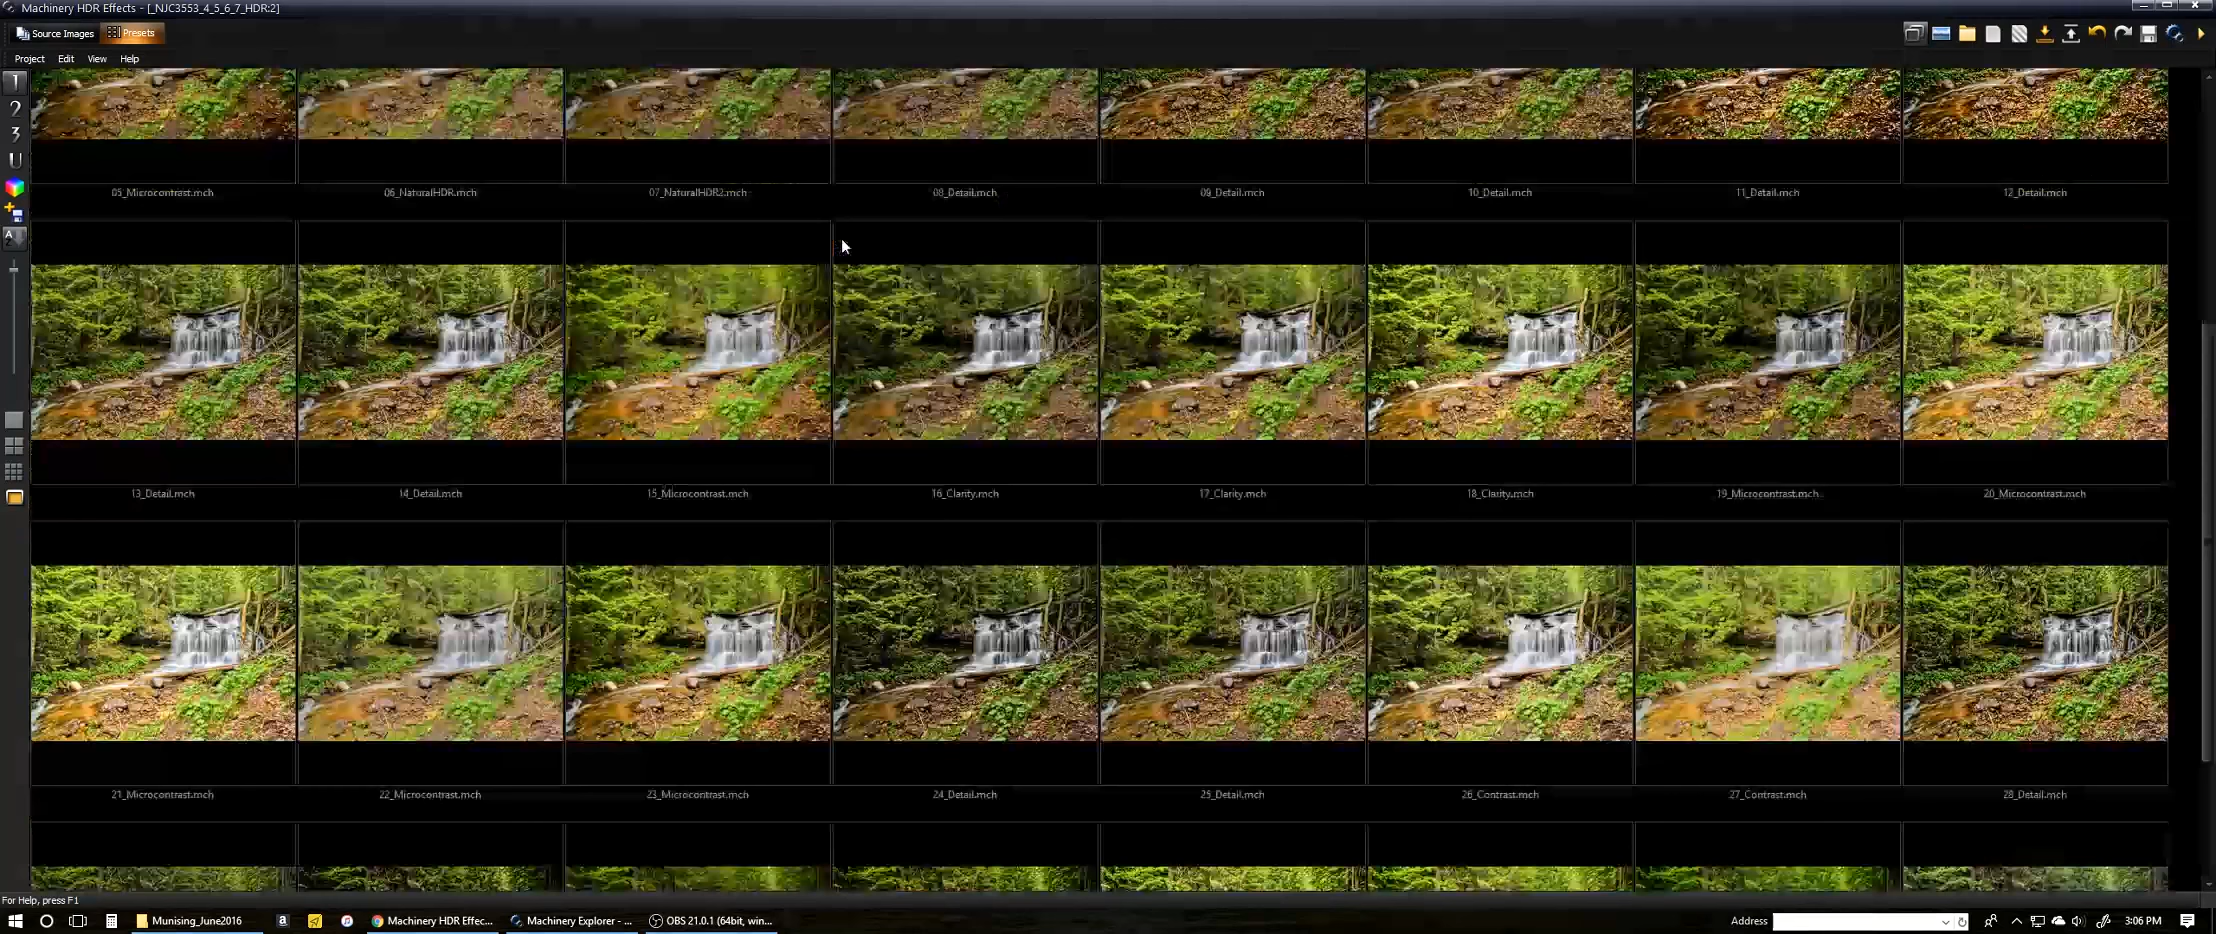 Machinery HDR Effects - [_NJC3553_4_5_6_7_HDR:2]
Source Images Presets
Project Edit View Help
1
2
3
U
05_Microcontrast.mch 06_NaturalHDR.mch 07_NaturalHDR2.mch 08_Detail.mch 09_Detail.mch 10_Detail.mch 11_Detail.mch 12_Detail.mch
13_Detail.mch 14_Detail.mch 15_Microcontrast.mch 16_Clarity.mch 17_Clarity.mch 18_Clarity.mch 19_Microcontrast.mch 20_Microcontrast.mch
21_Microcontrast.mch 22_Microcontrast.mch 23_Microcontrast.mch 24_Detail.mch 25_Detail.mch 26_Contrast.mch 27_Contrast.mch 28_Detail.mch
For Help, press F1
Munising_June2016 Machinery HDR Effec... Machinery Explorer - ... OBS 21.0.1 (64bit, win... Address 3:06 PM